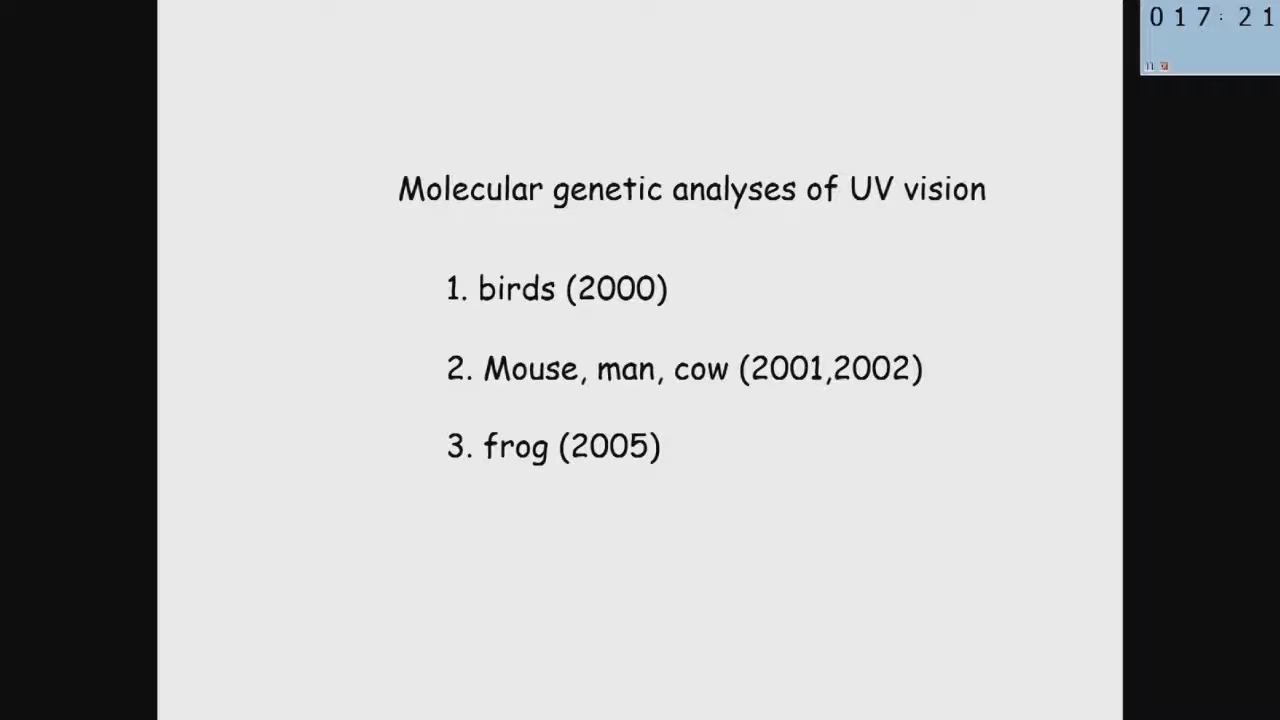 017:21
Molecular genetic analyses of UV vision
1. birds (2000)
2. Mouse, man, cow (2001,2002)
3. frog (2005)